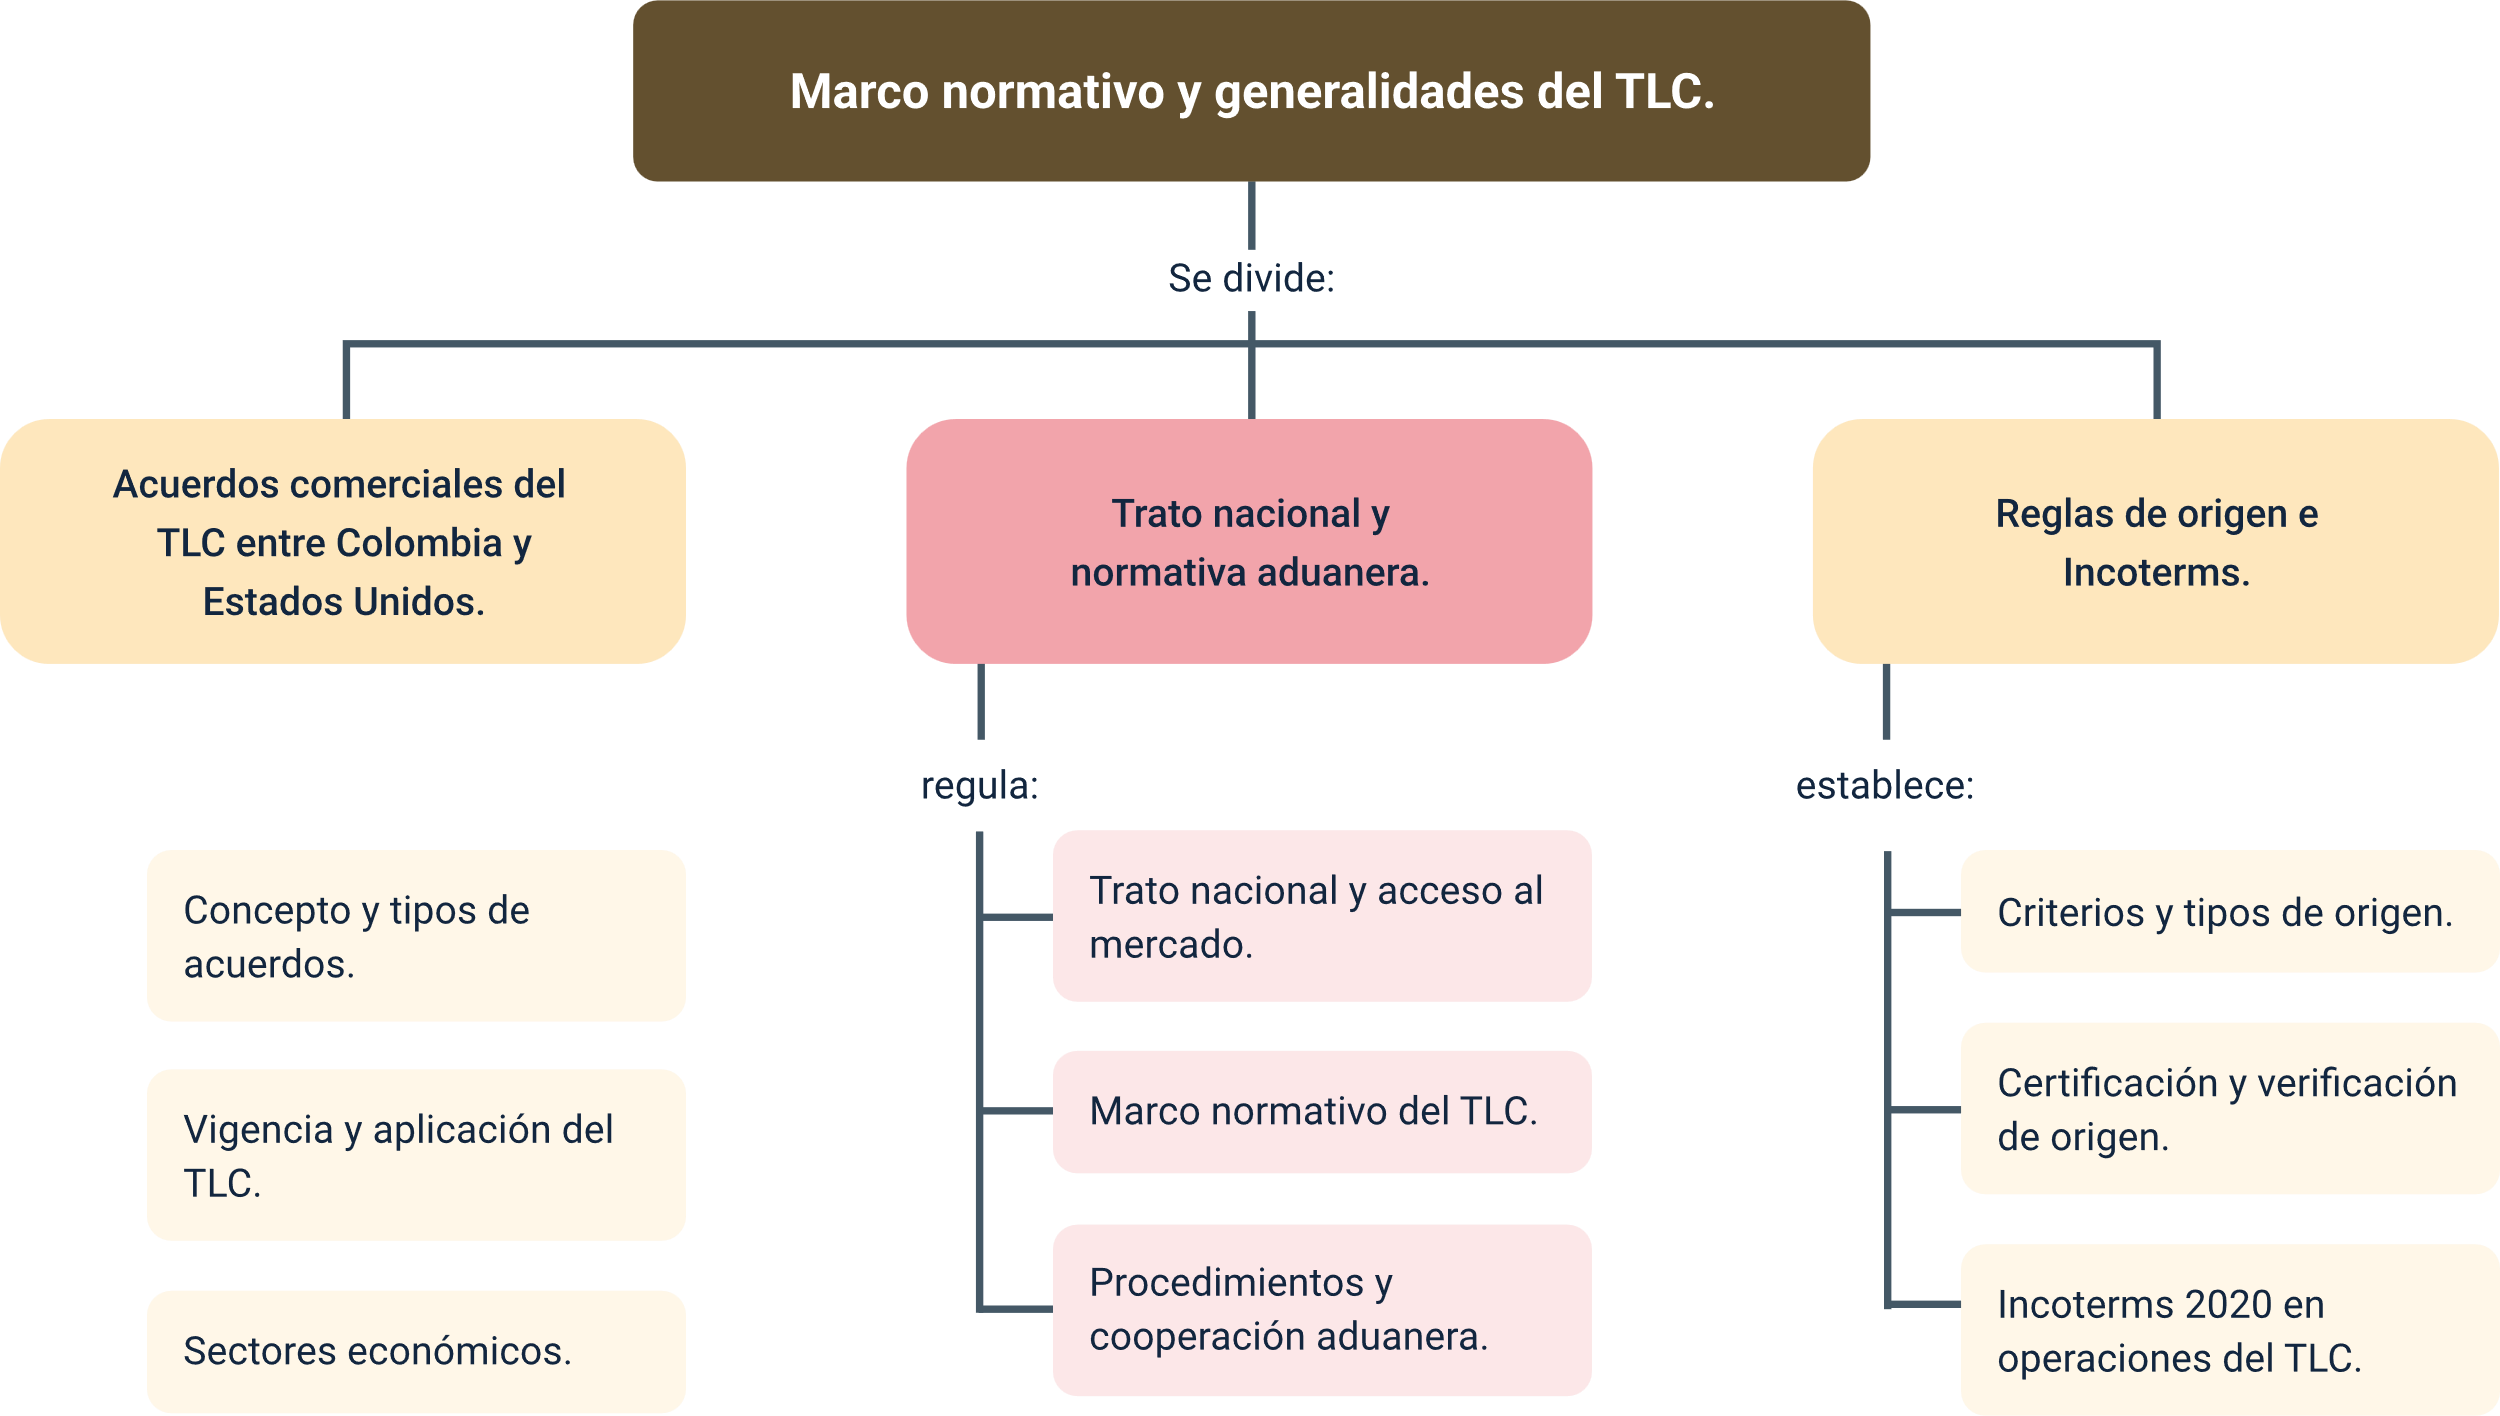 Marco normativo y generalidades del TLC.
Se divide:
Acuerdos comerciales del
TLC entre Colombia y
Estados Unidos.
Concepto y tipos de
acuerdos.
Vigencia y aplicación del
TLC.
Sectores económicos.
Trato nacional y
normativa aduanera.
regula:
Trato nacional y acceso al
mercado.
Marco normativo del TLC.
Procedimientos y
cooperación aduanera.
Reglas de origen e
Incoterms.
establece:
Criterios y tipos de origen.
Certificación y verificación
de origen.
Incoterms 2020 en
operaciones del TLC.